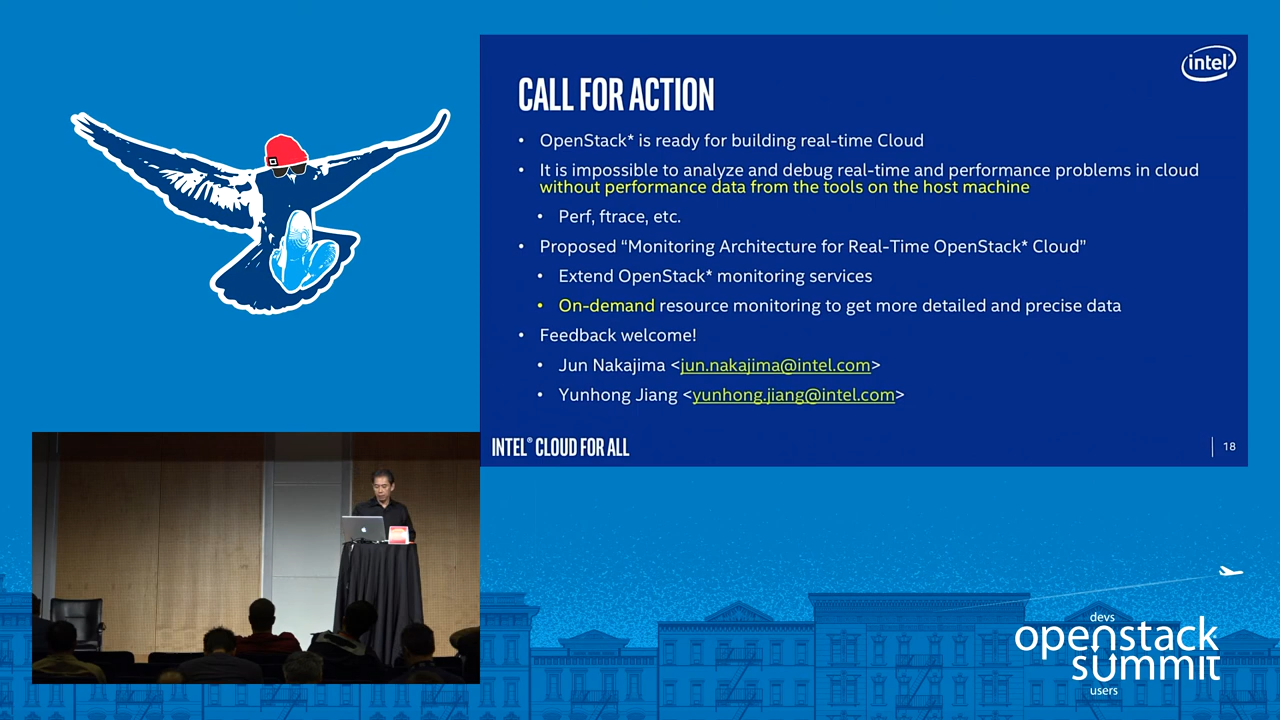 intel
CALL FOR ACTION
• OpenStack* is ready for building real-time Cloud
• It is impossible to analyze and debug real-time and performance problems in cloud
without performance data from the tools on the host machine
• Perf, ftrace, etc.
• Proposed “Monitoring Architecture for Real-Time OpenStack* Cloud”
• Extend OpenStack* monitoring services
• On-demand resource monitoring to get more detailed and precise data
• Feedback welcome!
• Jun Nakajima <jun.nakajima@intel.com>
• Yunhong Jiang <yunhong.jiang@intel.com>
INTEL® CLOUD FOR ALL
18
devs
openstack
summit
users